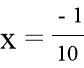 x = - 1 / 10